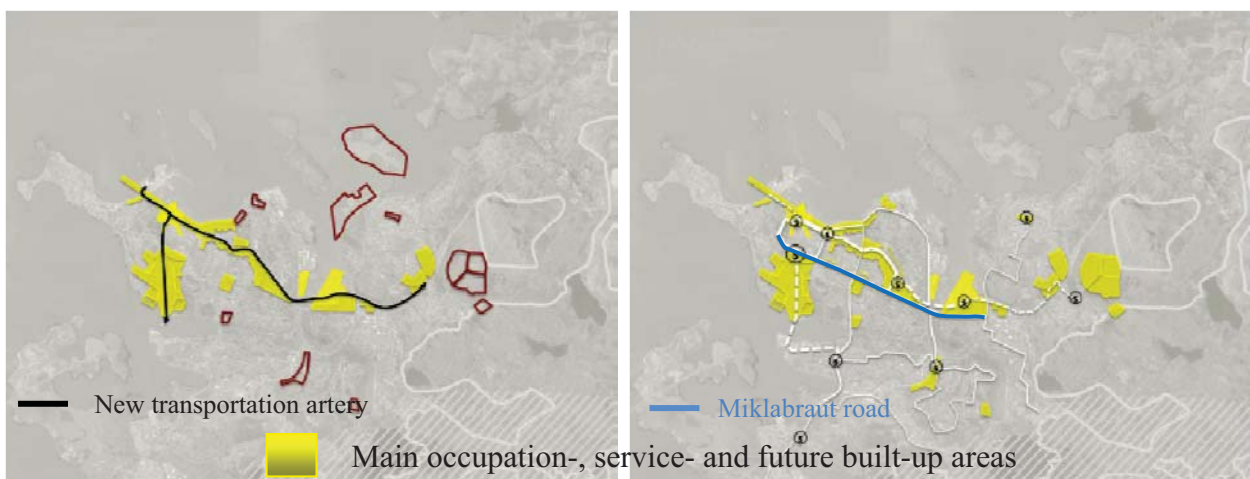 New transportation artery
Miklabraut road
Main occupation-, service- and future built-up areas